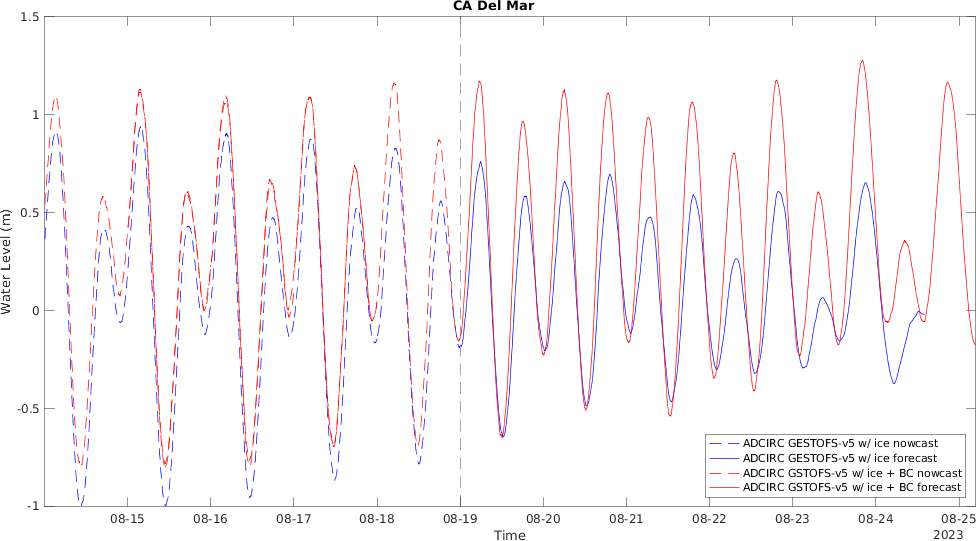 CA Del Mar
1.5
1
0.5
0
-0.5
-1
Water Level (m)
08-15 08-16 08-17 08-18 08-19 08-20 08-21 08-22 08-23 08-24 08-25
2023
Time
ADCIRC GESTOFS-v5 w/ ice nowcast
ADCIRC GESTOFS-v5 w/ ice forecast
ADCIRC GSTOFS-v5 w/ ice + BC nowcast
ADCIRC GSTOFS-v5 w/ ice + BC forecast